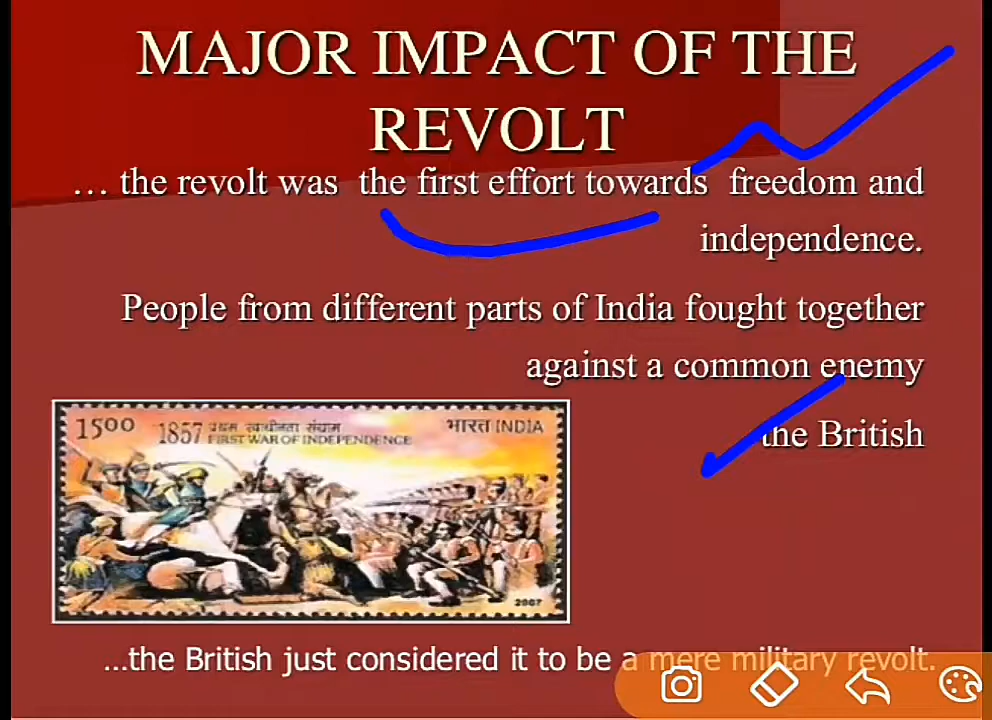 MAJOR IMPACT OF THE
REVOLT
... the revolt was the first effort towards freedom and
independence.
People from different parts of India fought together
against a common enemy
the British
1500 1857 प्रथम स्वाधीनता संग्राम भारत INDIA
FIRST WAR OF INDEPENDENCE
2007
...the British just considered it to be a mere military revolt.